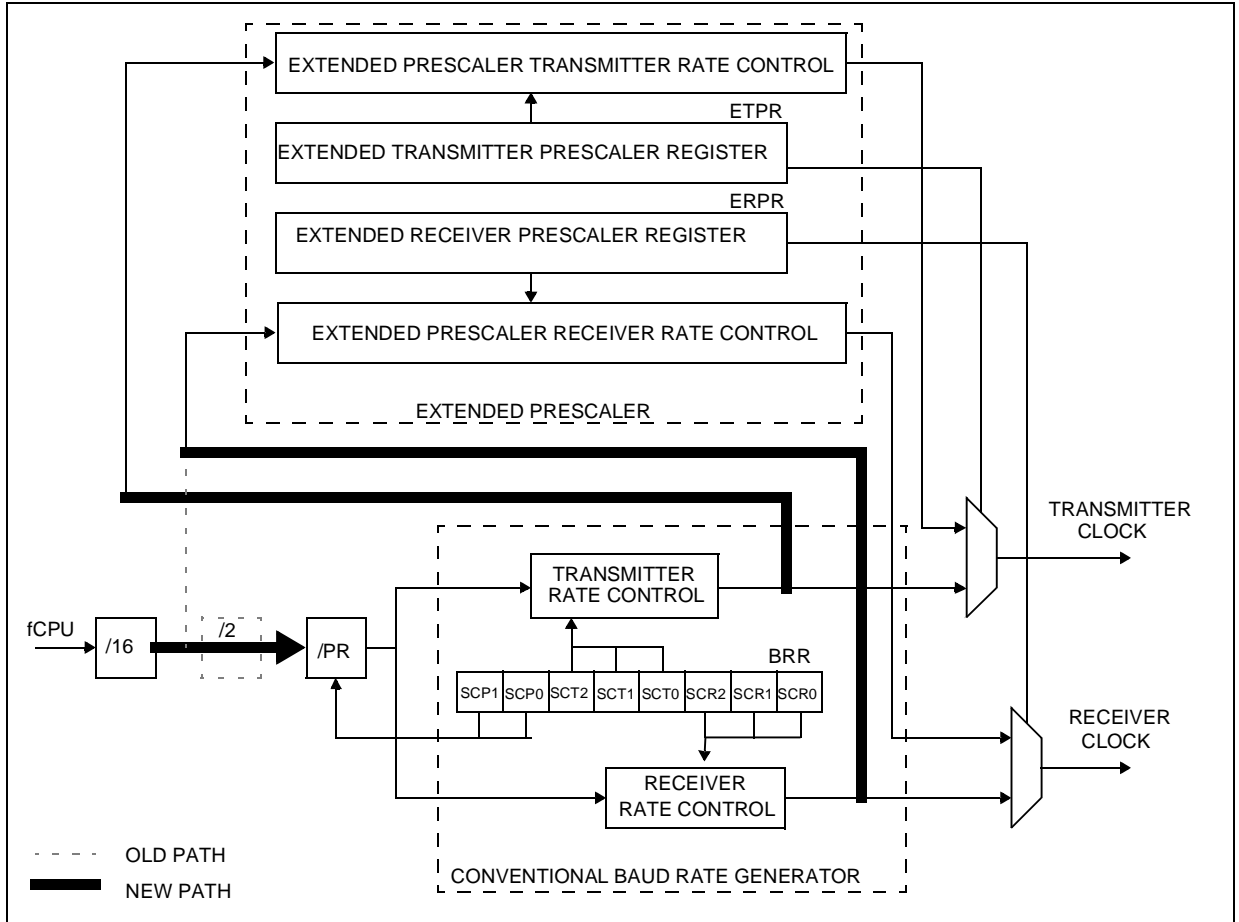 EXTENDED PRESCALER TRANSMITTER RATE CONTROL
ETPR
EXTENDED TRANSMITTER PRESCALER REGISTER
ERPR
EXTENDED RECEIVER PRESCALER REGISTER
EXTENDED PRESCALER RECEIVER RATE CONTROL
EXTENDED PRESCALER
TRANSMITTER
CLOCK
TRANSMITTER
RATE CONTROL
fCPU
/16
/2
/PR
BRR
SCP1 SCP0 SCT2 SCT1 SCT0 SCR2 SCR1 SCR0
RECEIVER
CLOCK
RECEIVER
RATE CONTROL
OLD PATH
NEW PATH
CONVENTIONAL BAUD RATE GENERATOR